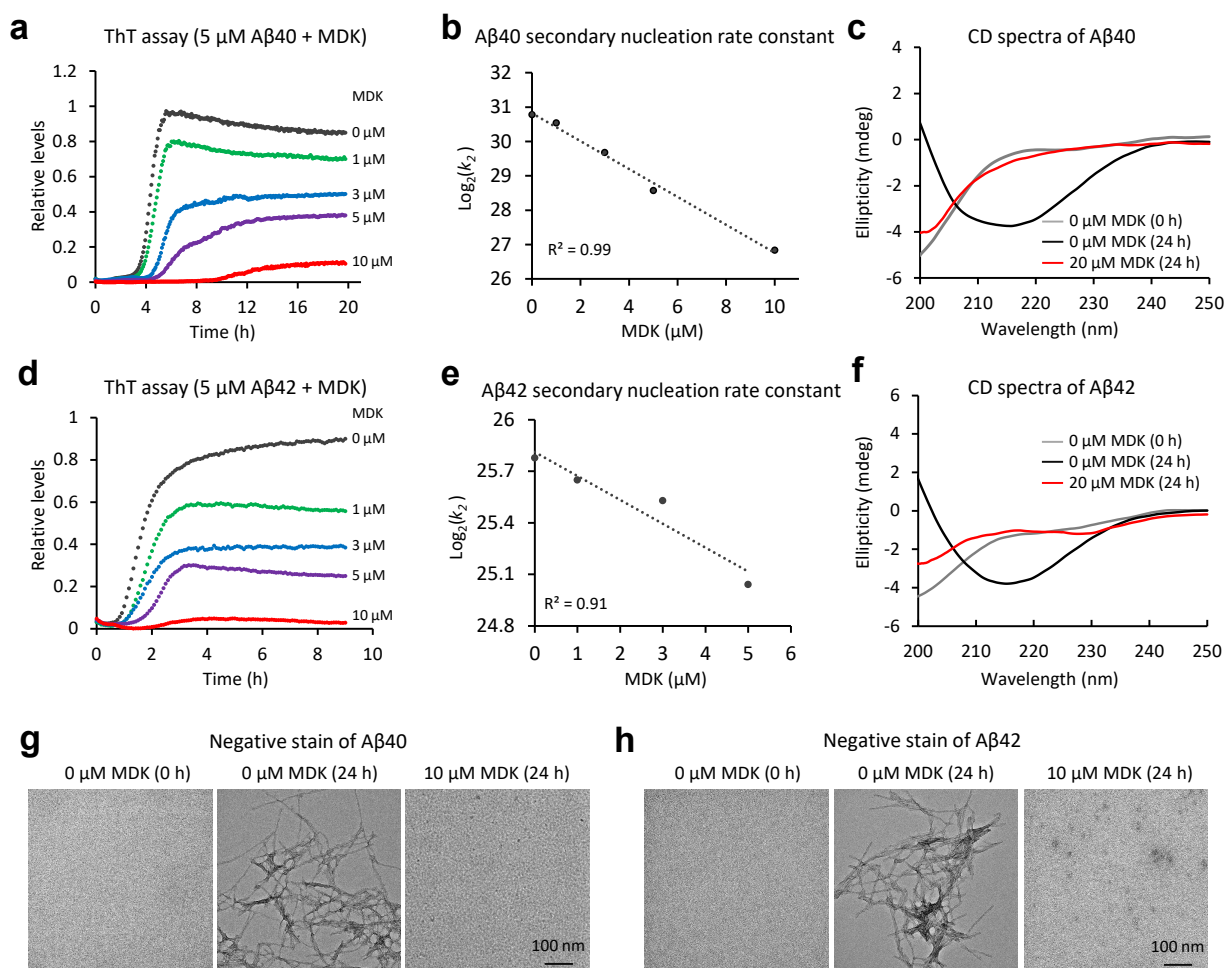 a
ThT assay (5 µM Aβ40 + MDK)
1.2
1
0.8
0.6
0.4
0.2
0
Relative levels
MDK
0 µM
1 µM
3 µM
5 µM
10 µM
0 4 8 12 16 20
Time (h)
b
Aβ40 secondary nucleation rate constant
32
31
30
29
28
27
26
Log₂(k₂)
R² = 0.99
0 2 4 6 8 10
MDK (µM)
c
CD spectra of Aβ40
6
4
2
0
-2
-4
-6
Ellipticity (mdeg)
0 µM MDK (0 h)
0 µM MDK (24 h)
20 µM MDK (24 h)
200 210 220 230 240 250
Wavelength (nm)
d
ThT assay (5 µM Aβ42 + MDK)
1
0.8
0.6
0.4
0.2
0
Relative levels
MDK
0 µM
1 µM
3 µM
5 µM
10 µM
0 2 4 6 8 10
Time (h)
e
Aβ42 secondary nucleation rate constant
26
25.7
25.4
25.1
24.8
Log₂(k₂)
R² = 0.91
0 1 2 3 4 5 6
MDK (µM)
f
CD spectra of Aβ42
6
4
2
0
-2
-4
-6
Ellipticity (mdeg)
0 µM MDK (0 h)
0 µM MDK (24 h)
20 µM MDK (24 h)
200 210 220 230 240 250
Wavelength (nm)
g
Negative stain of Aβ40
0 µM MDK (0 h) 0 µM MDK (24 h) 10 µM MDK (24 h)
100 nm
h
Negative stain of Aβ42
0 µM MDK (0 h) 0 µM MDK (24 h) 10 µM MDK (24 h)
100 nm